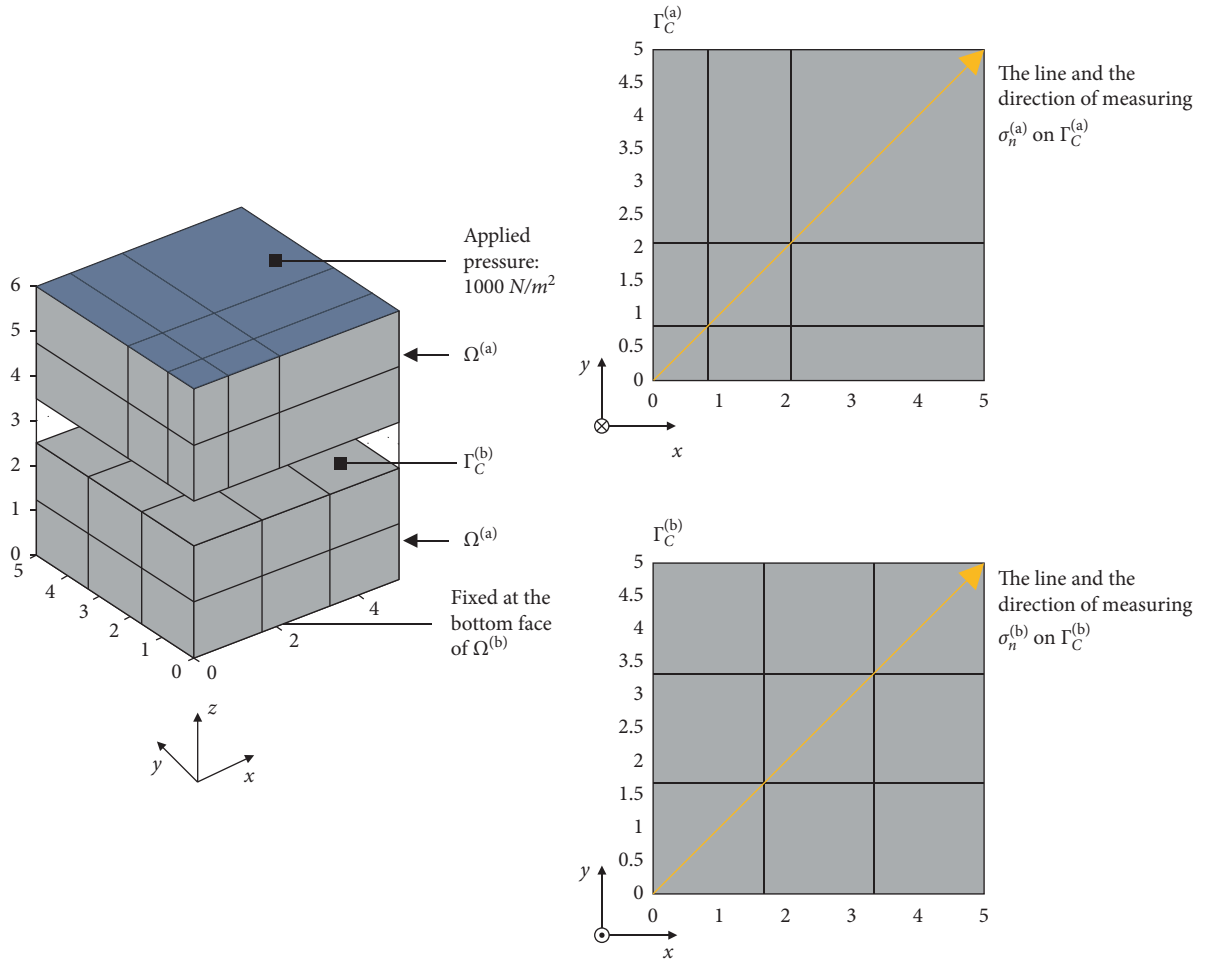 6
5
4
3
2
1
0
5
4
3
2
1
0
0
2
4
Applied
pressure:
1000 N/m²
Ω⁽ᵃ⁾
Γ_C^(b)
Ω⁽ᵃ⁾
Fixed at the
bottom face
of Ω⁽ᵇ⁾
z
y
x
Γ_C^(a)
5
4.5
4
3.5
3
2.5
2
1.5
1
0.5
0
0 1 2 3 4 5
y
x
The line and the
direction of measuring
σ_n^(a) on Γ_C^(a)
Γ_C^(b)
5
4.5
4
3.5
3
2.5
2
1.5
1
0.5
0
0 1 2 3 4 5
y
x
The line and the
direction of measuring
σ_n^(b) on Γ_C^(b)